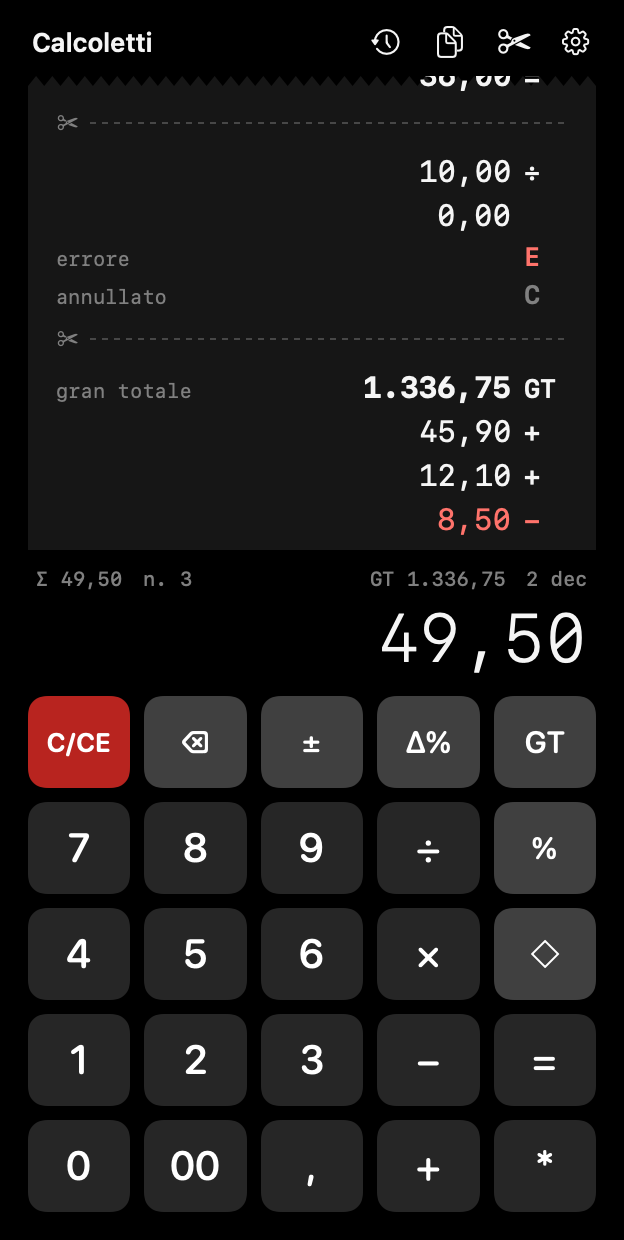 Calcoletti
36,00 =
10,00 ÷
0,00
errore E
annullato C
gran totale 1.336,75 GT
45,90 +
12,10 +
8,50 −
Σ 49,50 n. 3 GT 1.336,75 2 dec
49,50
C/CE ± Δ% GT
7 8 9 ÷ %
4 5 6 × ◇
1 2 3 − =
0 00 , + *